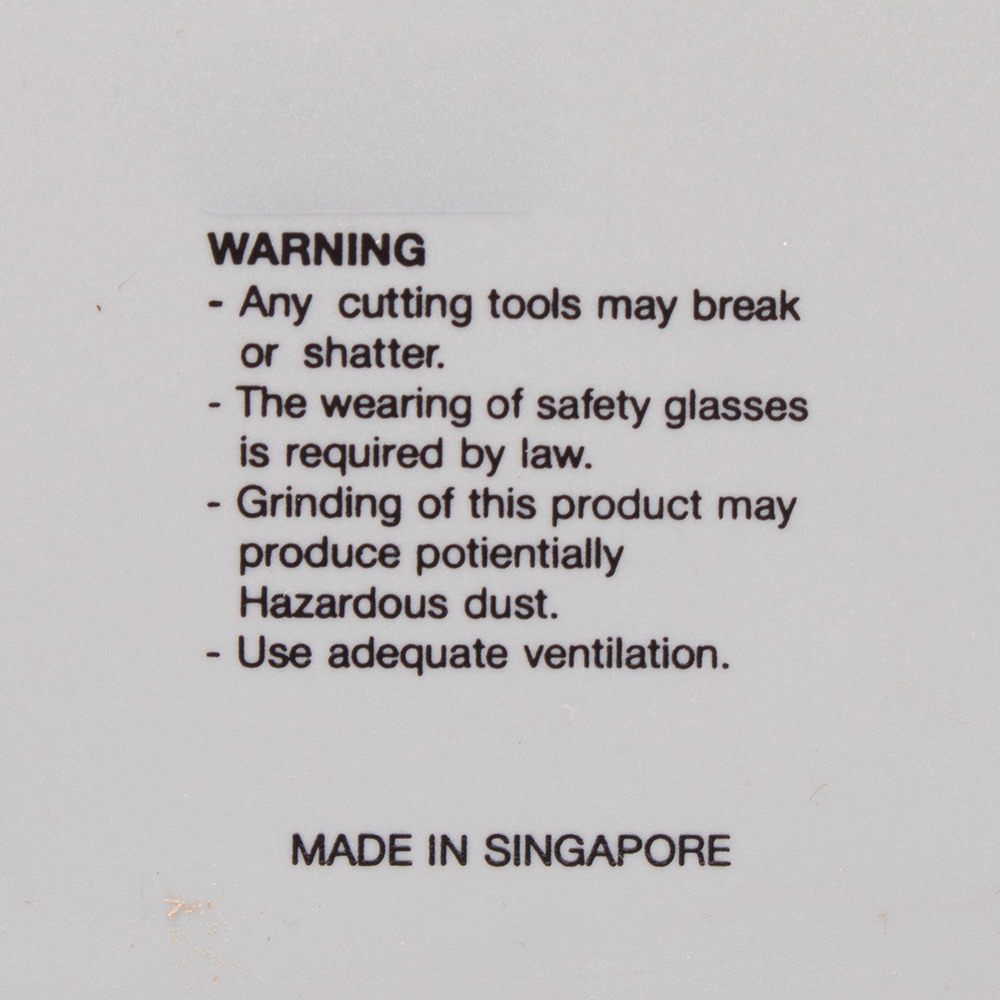 WARNING
- Any cutting tools may break
or shatter.
- The wearing of safety glasses
is required by law.
- Grinding of this product may
produce potientially
Hazardous dust.
- Use adequate ventilation.
MADE IN SINGAPORE